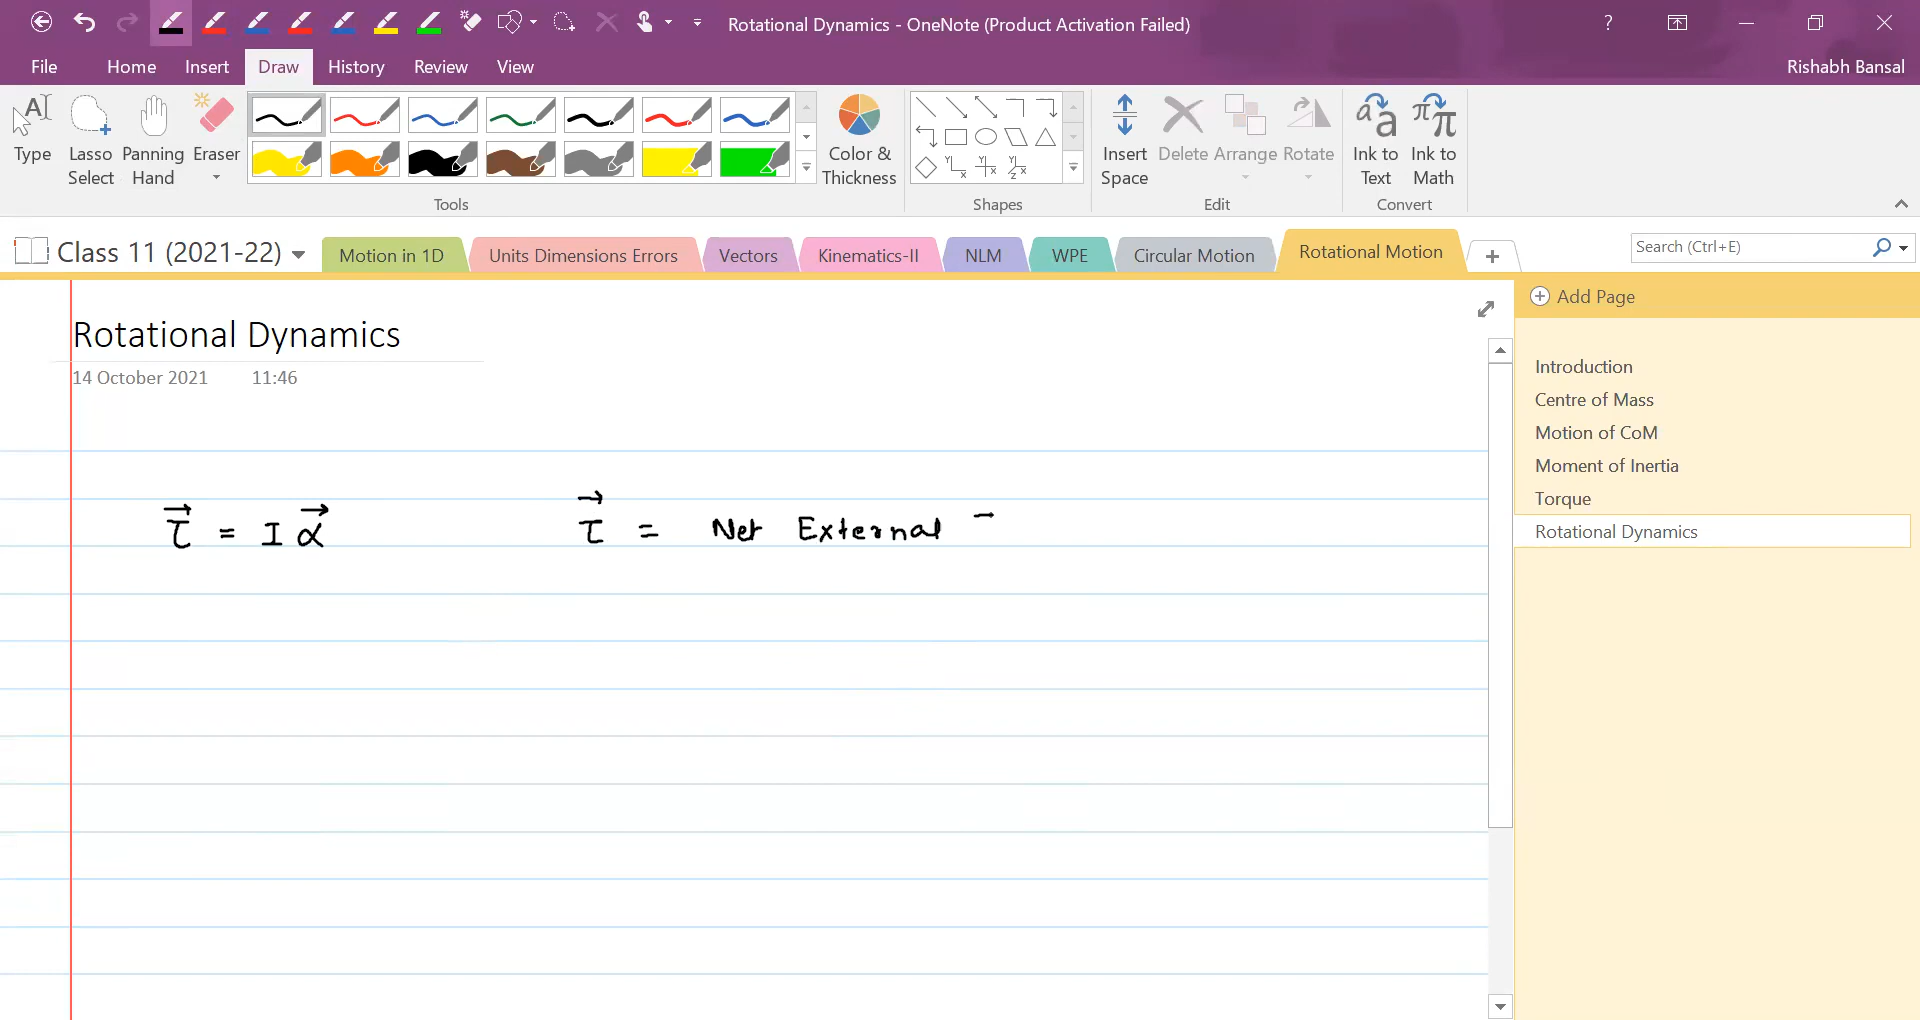 Rotational Dynamics - OneNote (Product Activation Failed)
?
File Home Insert Draw History Review View
Rishabh Bansal
Type
Lasso Select
Panning Hand
Eraser
Color & Thickness
Insert Space
Delete
Arrange
Rotate
Ink to Text
Ink to Math
Tools
Shapes
Edit
Convert
Class 11 (2021-22)
Motion in 1D
Units Dimensions Errors
Vectors
Kinematics-II
NLM
WPE
Circular Motion
Rotational Motion
Search (Ctrl+E)
Rotational Dynamics
14 October 2021 11:46
τ⃗ = I α⃗
τ⃗ = Net External
Add Page
Introduction
Centre of Mass
Motion of CoM
Moment of Inertia
Torque
Rotational Dynamics